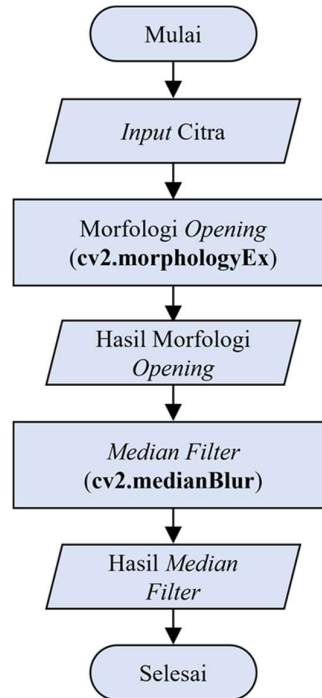 Mulai
Input Citra
Morfologi Opening
(cv2.morphologyEx)
Hasil Morfologi
Opening
Median Filter
(cv2.medianBlur)
Hasil Median
Filter
Selesai